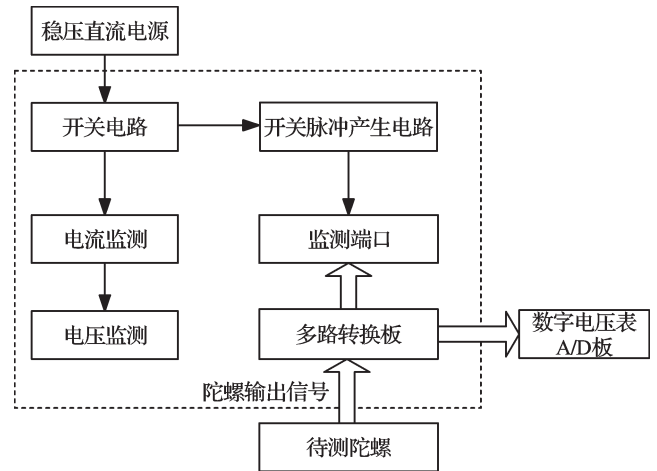 稳压直流电源
开关电路
开关脉冲产生电路
电流监测
监测端口
电压监测
多路转换板
数字电压表
A/D板
陀螺输出信号
待测陀螺